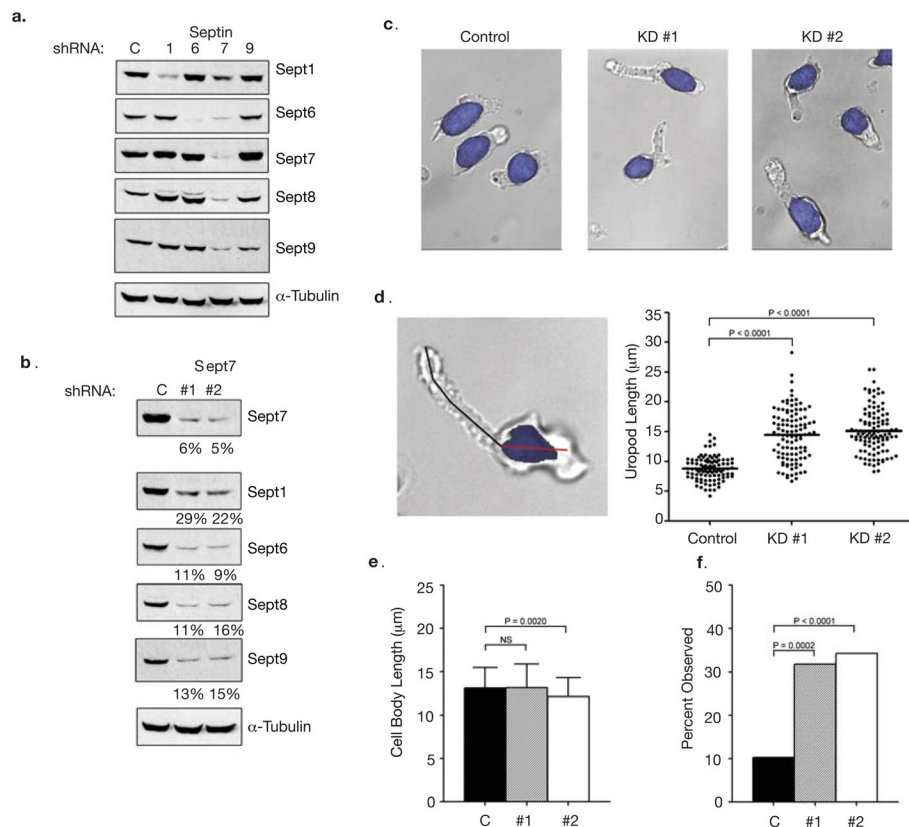 a.
Septin
shRNA: C 1 6 7 9
Sept1
Sept6
Sept7
Sept8
Sept9
α-Tubulin
b .
S ept7
shRNA: C #1 #2
Sept7
6% 5%
Sept1
29% 22%
Sept6
11% 9%
Sept8
11% 16%
Sept9
13% 15%
α-Tubulin
c .
Control KD #1 KD #2
d .
P < 0.0001
P < 0.0001
Uropod Length (μm)
35
30
25
20
15
10
5
0
Control KD #1 KD #2
e .
Cell Body Length (μm)
25
20
15
10
5
0
P = 0.0020
NS
C #1 #2
f.
Percent Observed
50
40
30
20
10
0
P < 0.0001
P = 0.0002
C #1 #2